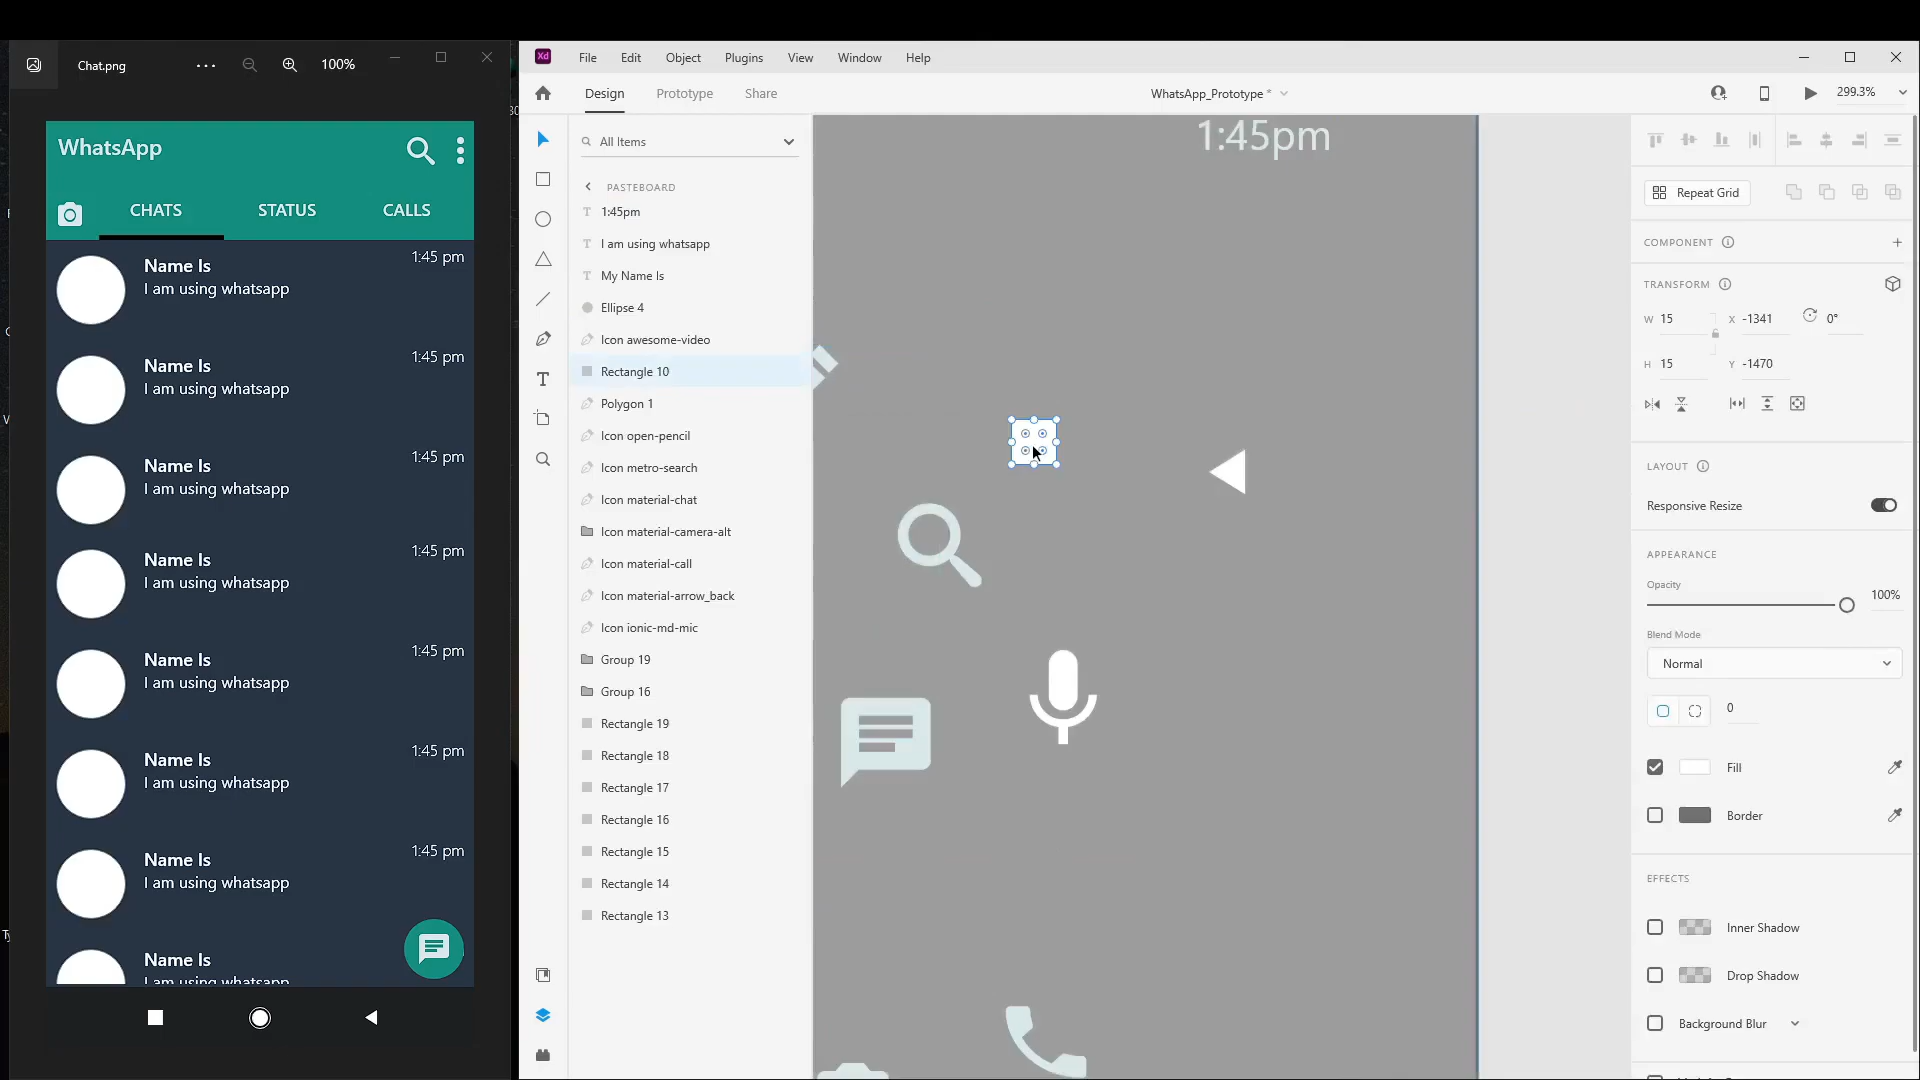 Chat.png
100%
WhatsApp
CHATS STATUS CALLS
Name Is 1:45 pm
I am using whatsapp
Name Is 1:45 pm
I am using whatsapp
Name Is 1:45 pm
I am using whatsapp
Name Is 1:45 pm
I am using whatsapp
Name Is 1:45 pm
I am using whatsapp
Name Is 1:45 pm
I am using whatsapp
Name Is 1:45 pm
I am using whatsapp
Name Is
I am using whatsapp
Xd File Edit Object Plugins View Window Help
Design Prototype Share
WhatsApp_Prototype *
299.3%
All Items
PASTEBOARD
T 1:45pm
T I am using whatsapp
T My Name Is
Ellipse 4
Icon awesome-video
Rectangle 10
Polygon 1
Icon open-pencil
Icon metro-search
Icon material-chat
Icon material-camera-alt
Icon material-call
Icon material-arrow_back
Icon ionic-md-mic
Group 19
Group 16
Rectangle 19
Rectangle 18
Rectangle 17
Rectangle 16
Rectangle 15
Rectangle 14
Rectangle 13
1:45pm
Repeat Grid
COMPONENT
TRANSFORM
W 15 X -1341 0°
H 15 Y -1470
LAYOUT
Responsive Resize
APPEARANCE
Opacity
100%
Blend Mode
Normal
0
Fill
Border
EFFECTS
Inner Shadow
Drop Shadow
Background Blur